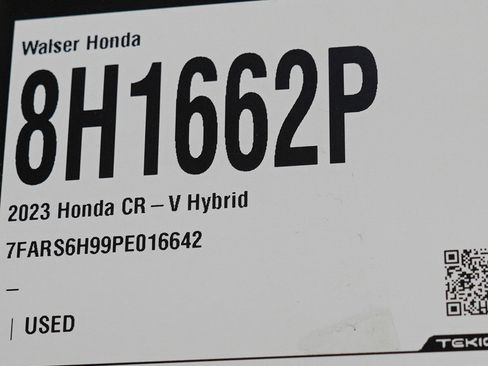 Walser Honda
8H1662P
2023 Honda CR – V Hybrid
7FARS6H99PE016642
–
| USED